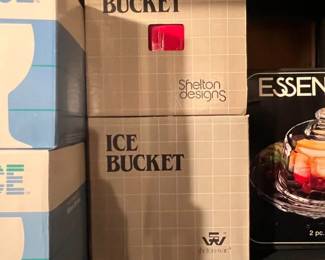 BUCKET
Shelton
designs
ICE
BUCKET
ESSEN
2 pc.